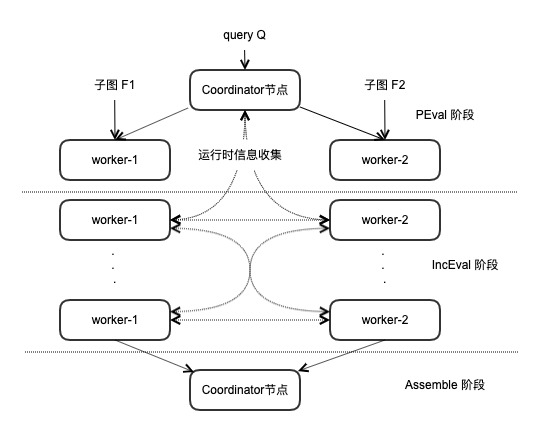 query Q
子图 F1
Coordinator节点
子图 F2
PEval 阶段
worker-1
运行时信息收集
worker-2
worker-1
worker-2
IncEval 阶段
worker-1
worker-2
Coordinator节点
Assemble 阶段